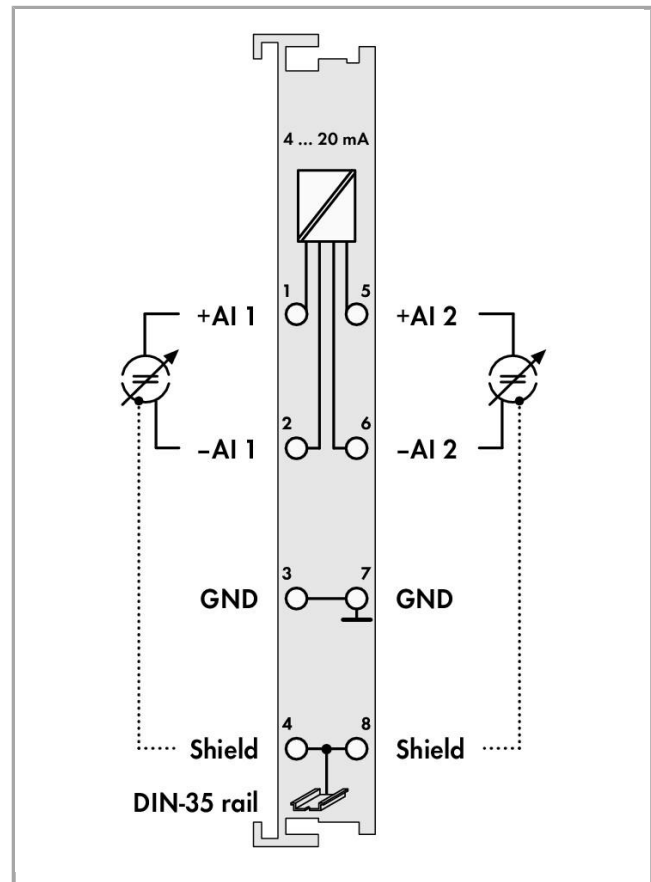 4 ... 20 mA
1 5
+AI 1 +AI 2
2 6
–AI 1 –AI 2
3 7
GND GND
4 8
Shield Shield
DIN-35 rail